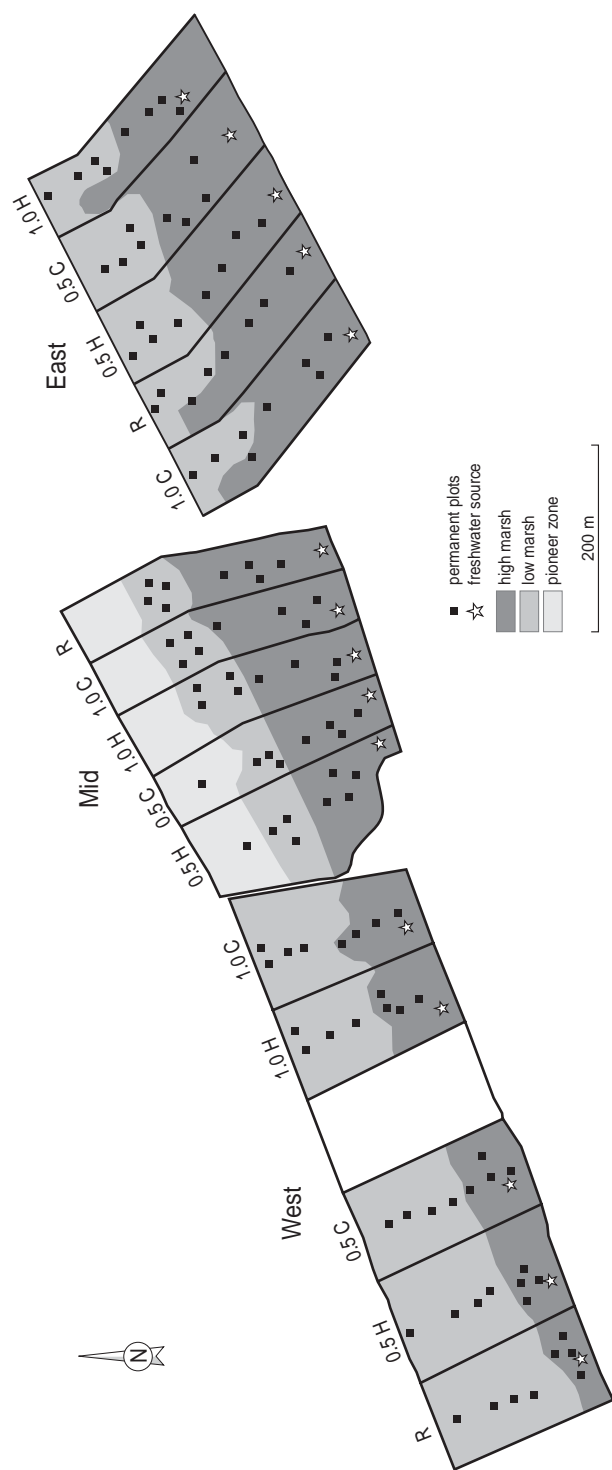 East
1.0 H
0.5 C
0.5 H
R
1.0 C
Mid
R
1.0 C
1.0 H
0.5 C
0.5 H
West
1.0 C
1.0 H
0.5 C
0.5 H
R
N
permanent plots
freshwater source
high marsh
low marsh
pioneer zone
200 m